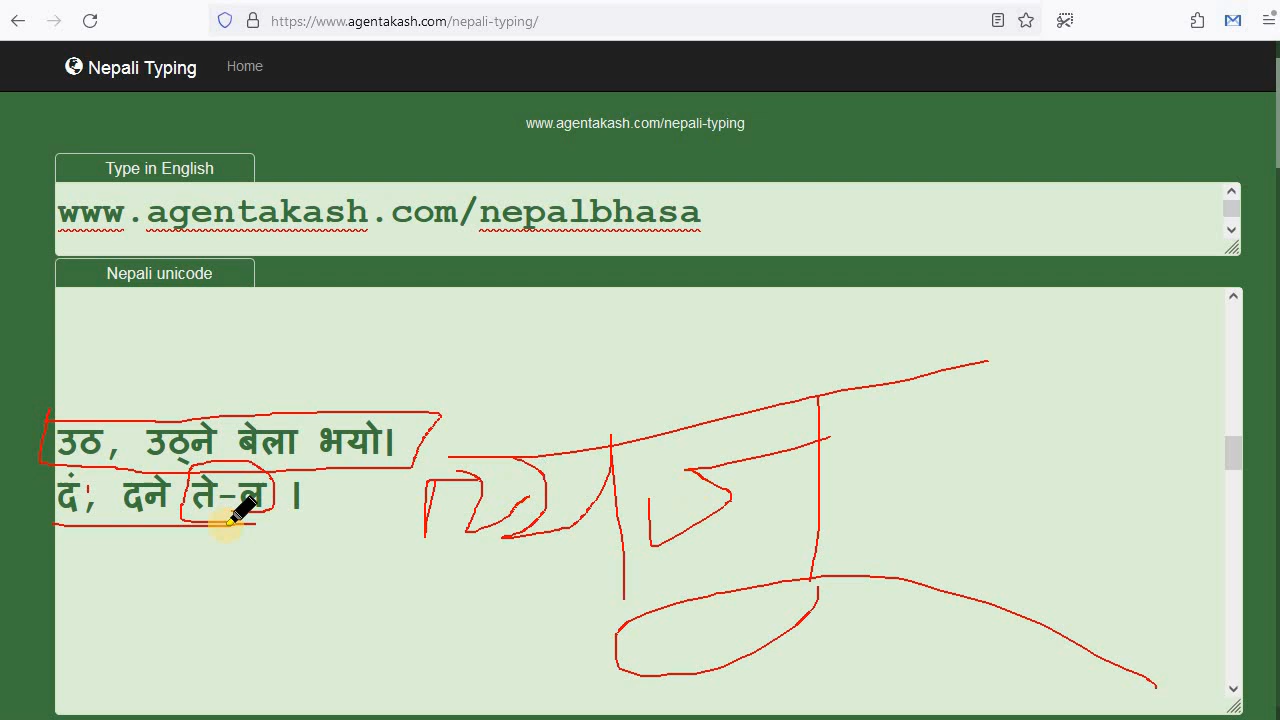 https://www.agentakash.com/nepali-typing/
Nepali Typing Home
www.agentakash.com/nepali-typing
Type in English
www.agentakash.com/nepalbhasa
Nepali unicode
उठ, उठ्ने बेला भयो।
दं, दने ।